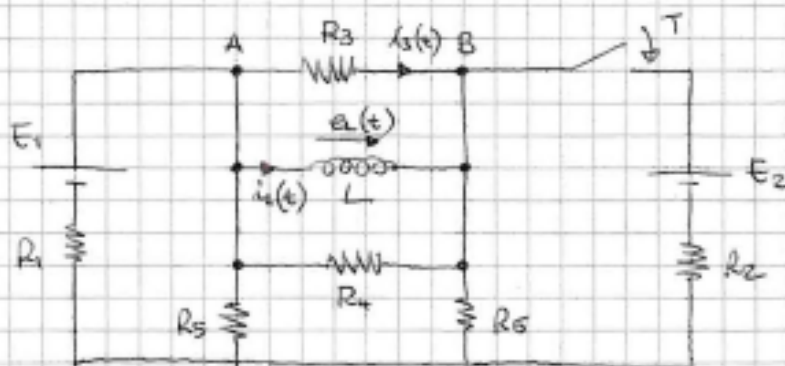 A R3 i3(t) B T
eL(t)
E1
E2
iL(t) L
R1
R4
R2
R5 R6